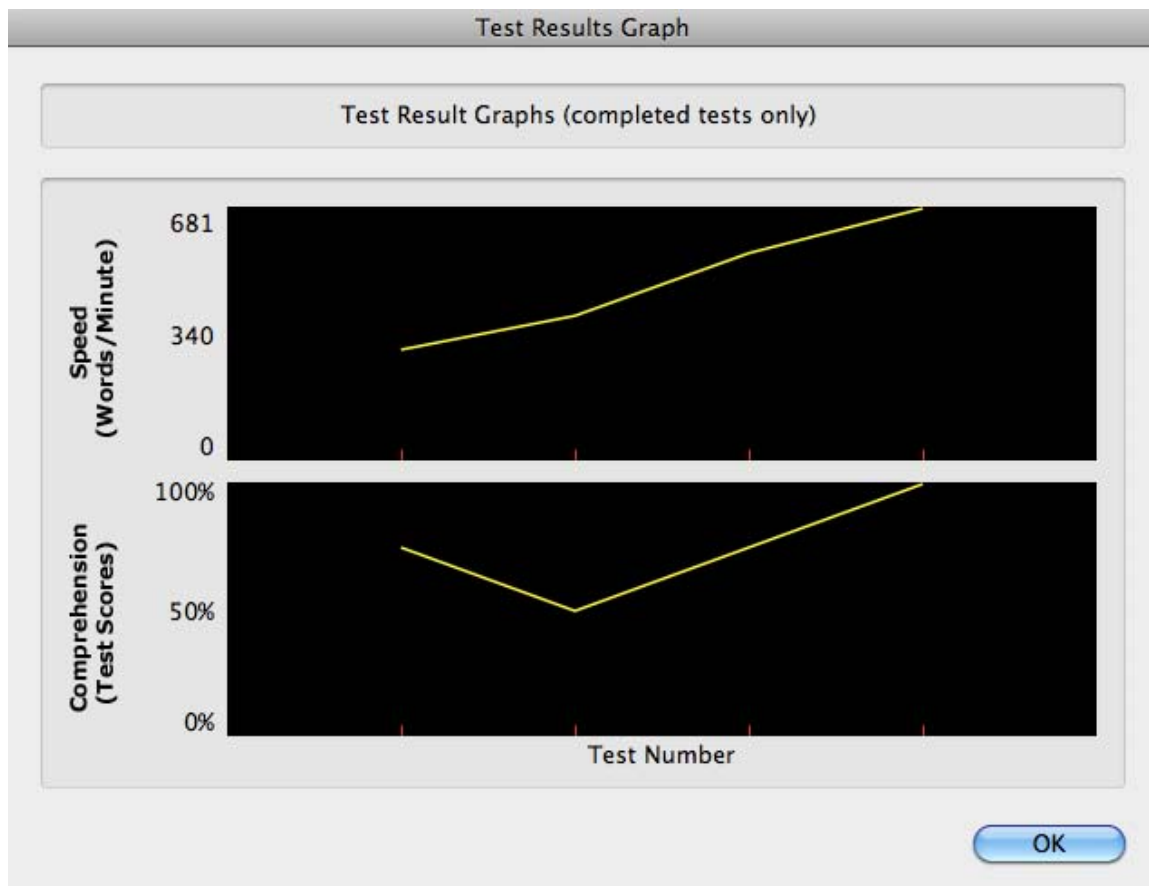 Test Results Graph
Test Result Graphs (completed tests only)
Speed
(Words/Minute)
681
340
0
Comprehension
(Test Scores)
100%
50%
0%
Test Number
OK